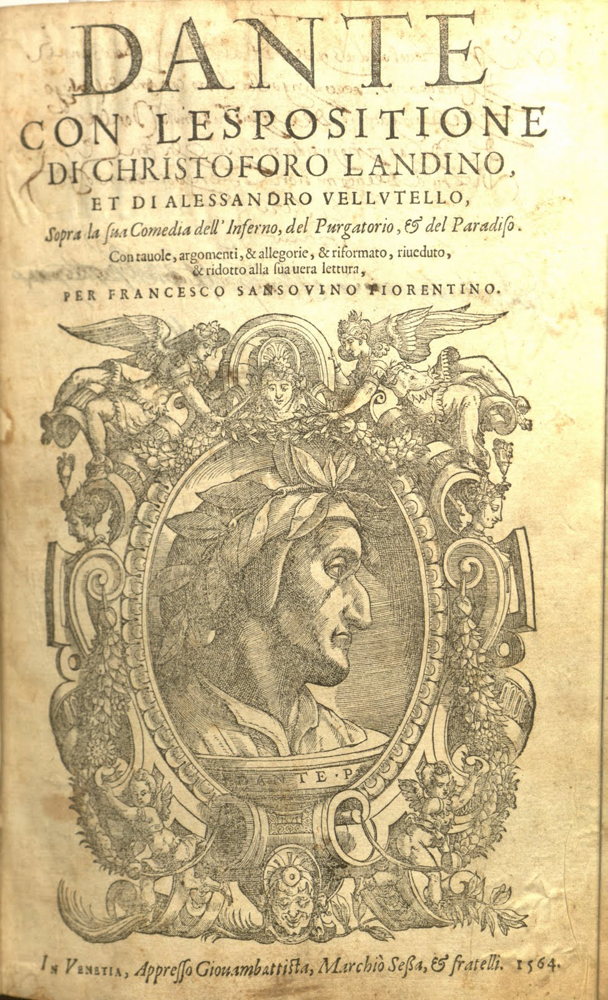 DANTE
CON LESPOSITIONE
DI CHRISTOFORO LANDINO,
ET DI ALESSANDRO VELLVTELLO,
Sopra la ſua Comedia dell' Inferno, del Purgatorio, & del Paradiſo.
Con tauole, argomenti, & allegorie, & riformato, riueduto,
& ridotto alla ſua uera lettura,
PER FRANCESCO SANSOVINO FIORENTINO.
DANTE · P
IN VENETIA, Appreſſo Giouambattiſta, Marchiò Seſſa, & fratelli. 1564.